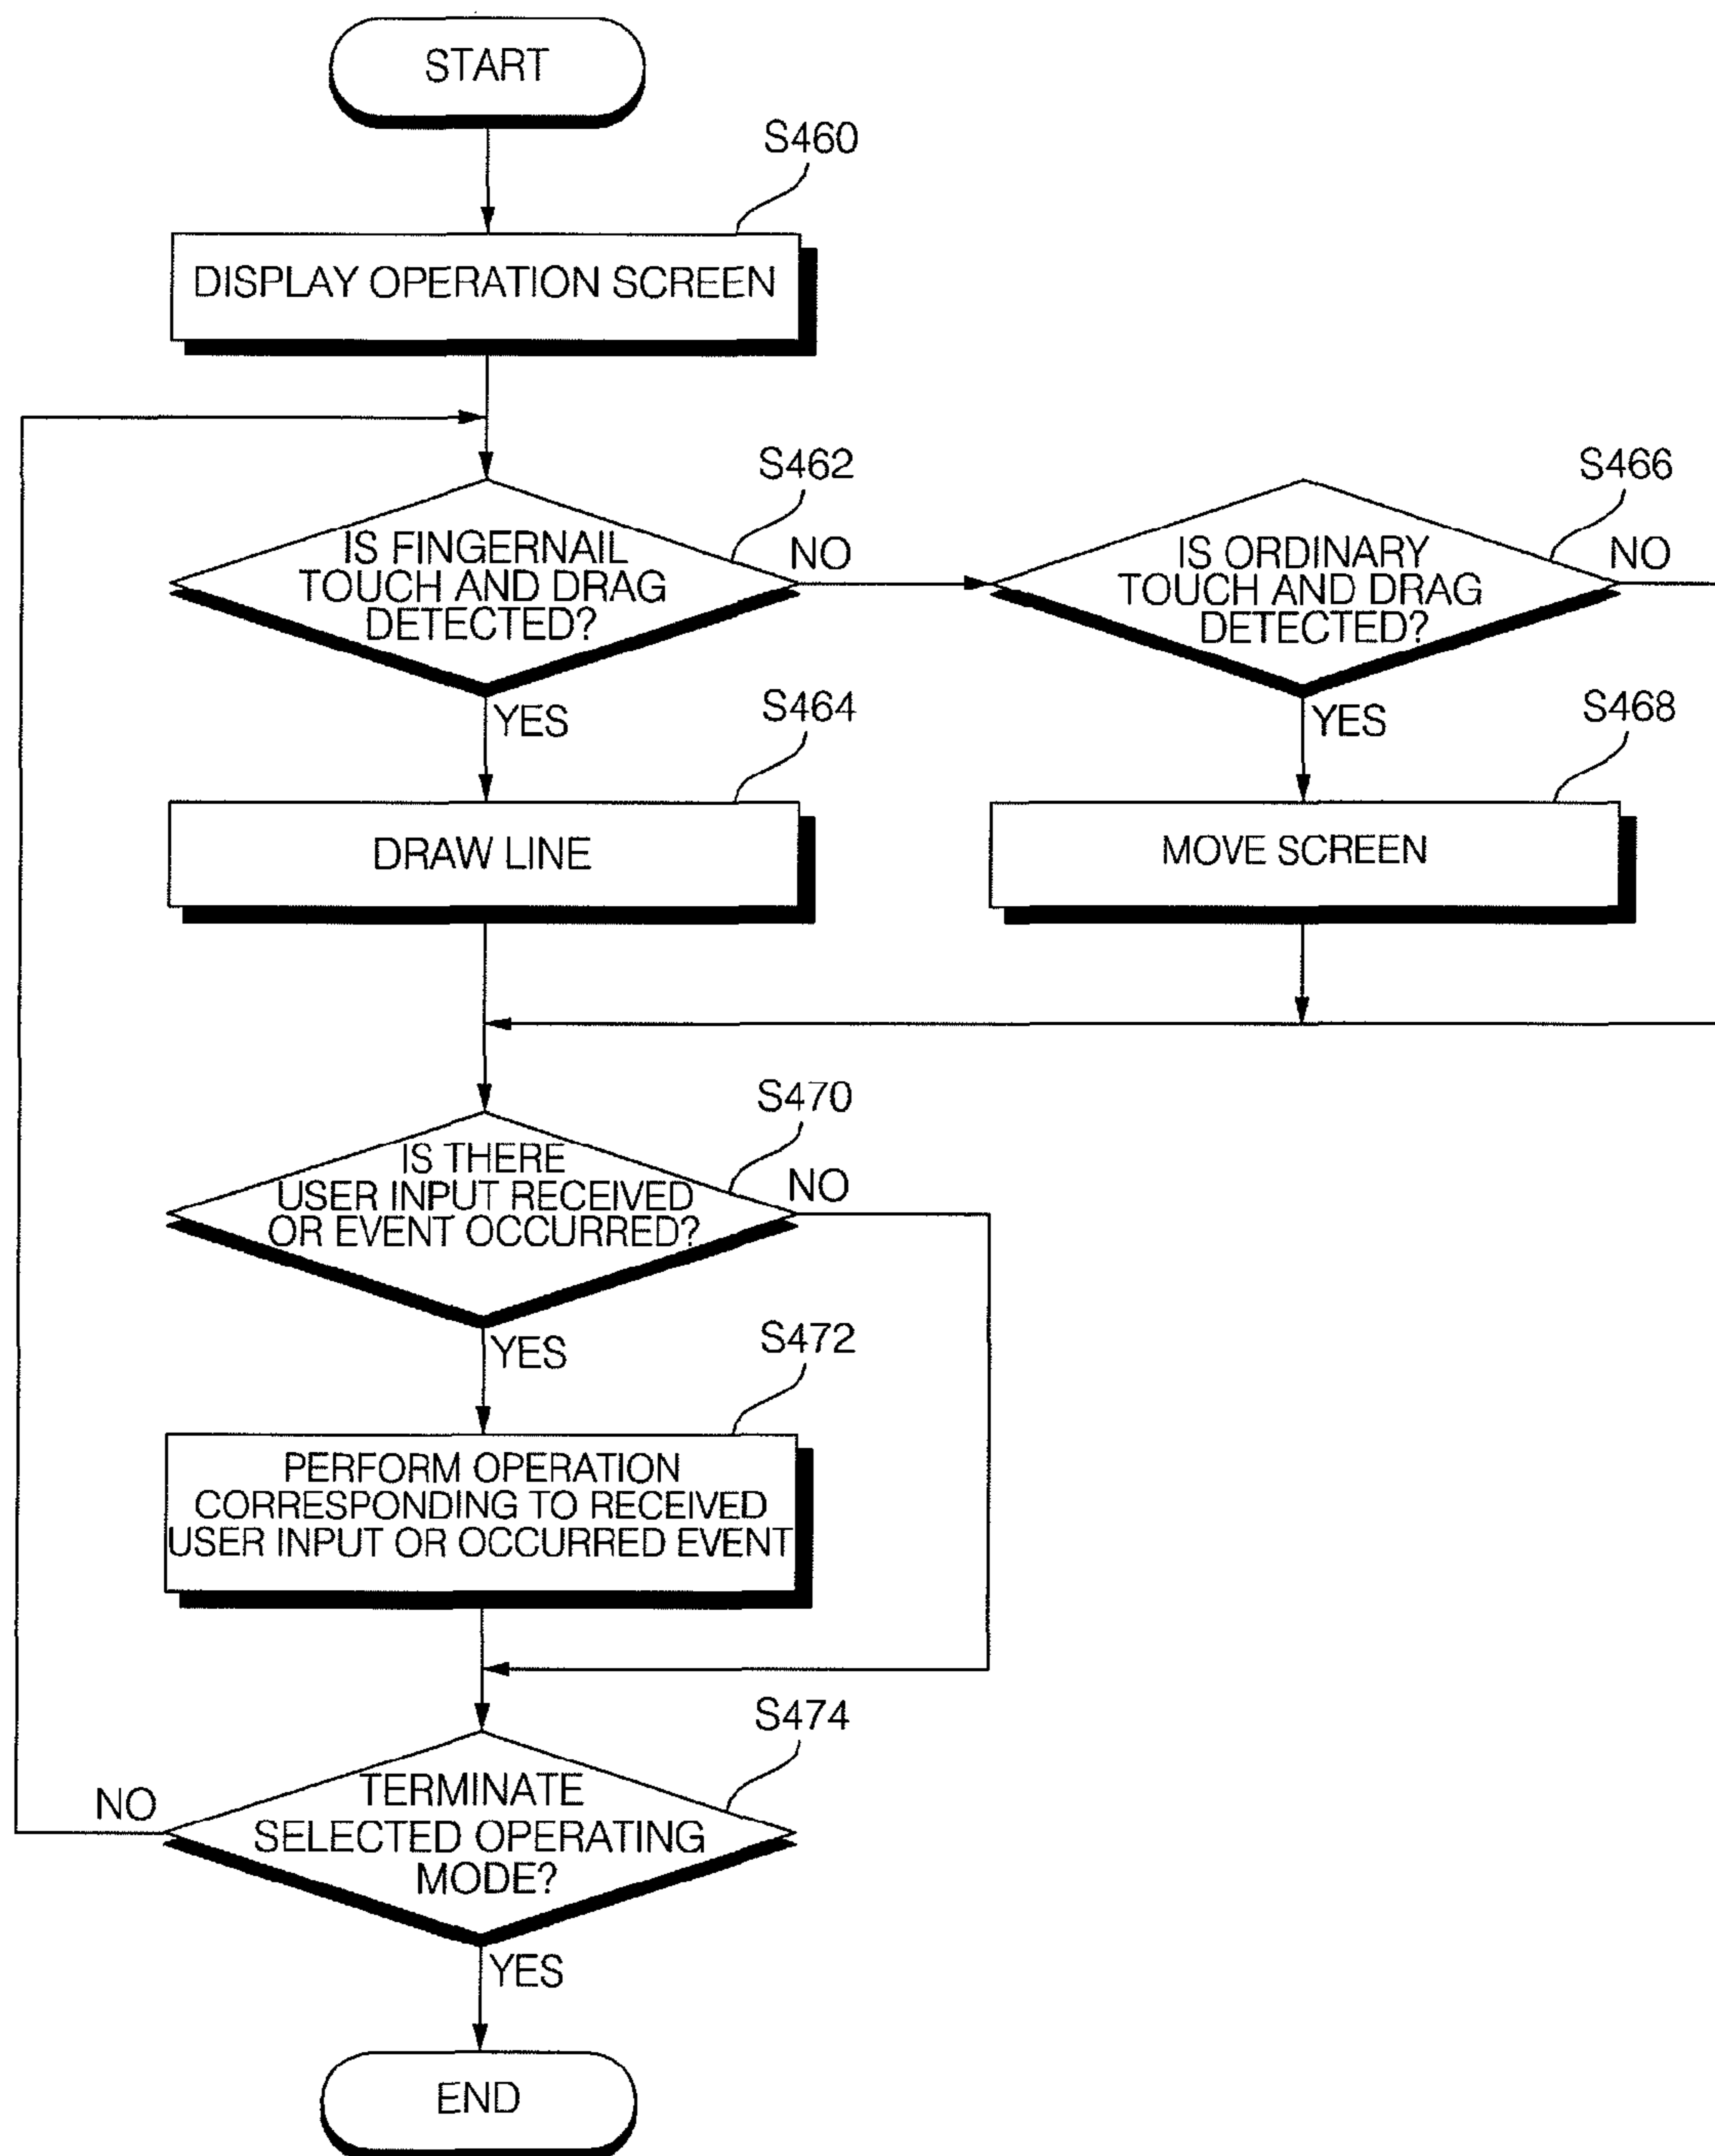 START
S460
DISPLAY OPERATION SCREEN
S462
IS FINGERNAIL
TOUCH AND DRAG
DETECTED?
NO
S466
IS ORDINARY
TOUCH AND DRAG
DETECTED?
NO
YES
S464
DRAW LINE
YES
S468
MOVE SCREEN
S470
IS THERE
USER INPUT RECEIVED
OR EVENT OCCURRED?
NO
YES
S472
PERFORM OPERATION
CORRESPONDING TO RECEIVED
USER INPUT OR OCCURRED EVENT
S474
TERMINATE
SELECTED OPERATING
MODE?
NO
YES
END